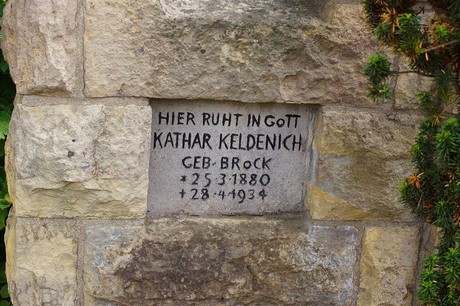 HIER RUHT IN GOTT
KATHAR KELDENICH
GEB· BROCK
* 25·3·1880
+ 28·4·1934